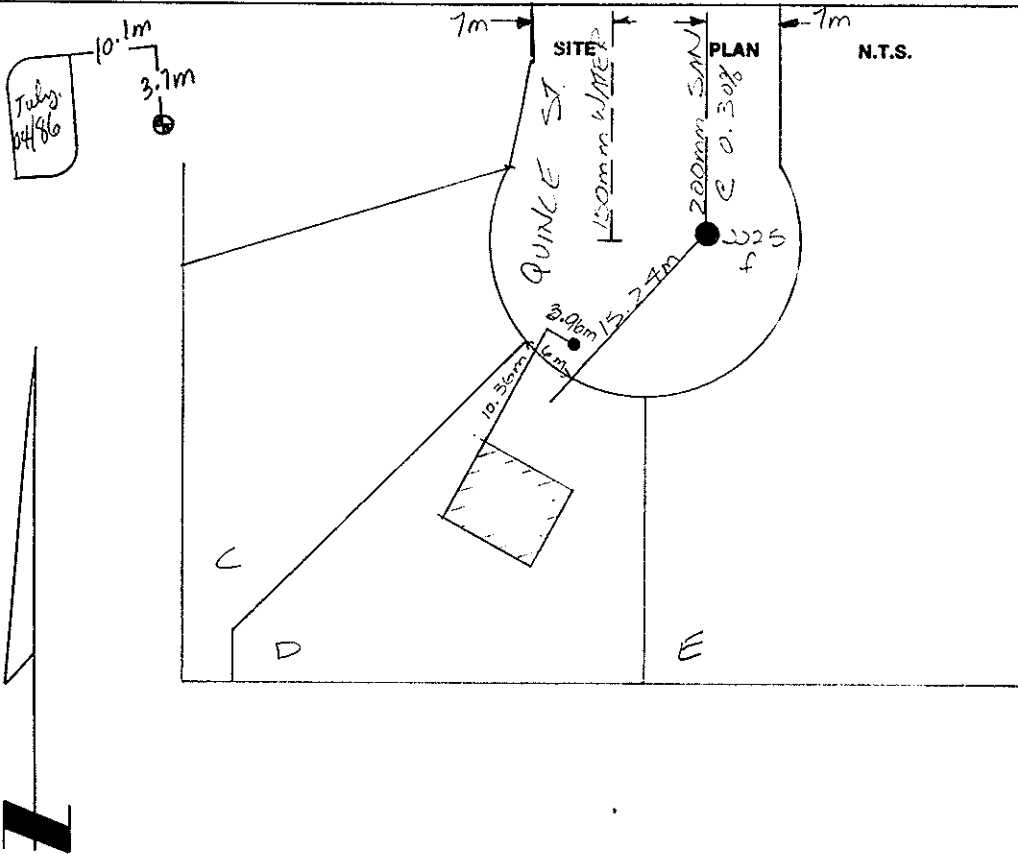 7m
7m
SITE PLAN N.T.S.
10.1m
3.7m
July.
04/86
QUINCE ST.
150mm WATER
200mm SAN
@ 0.30%
15.24m
3.96m
6m
10.36m
C
D
E